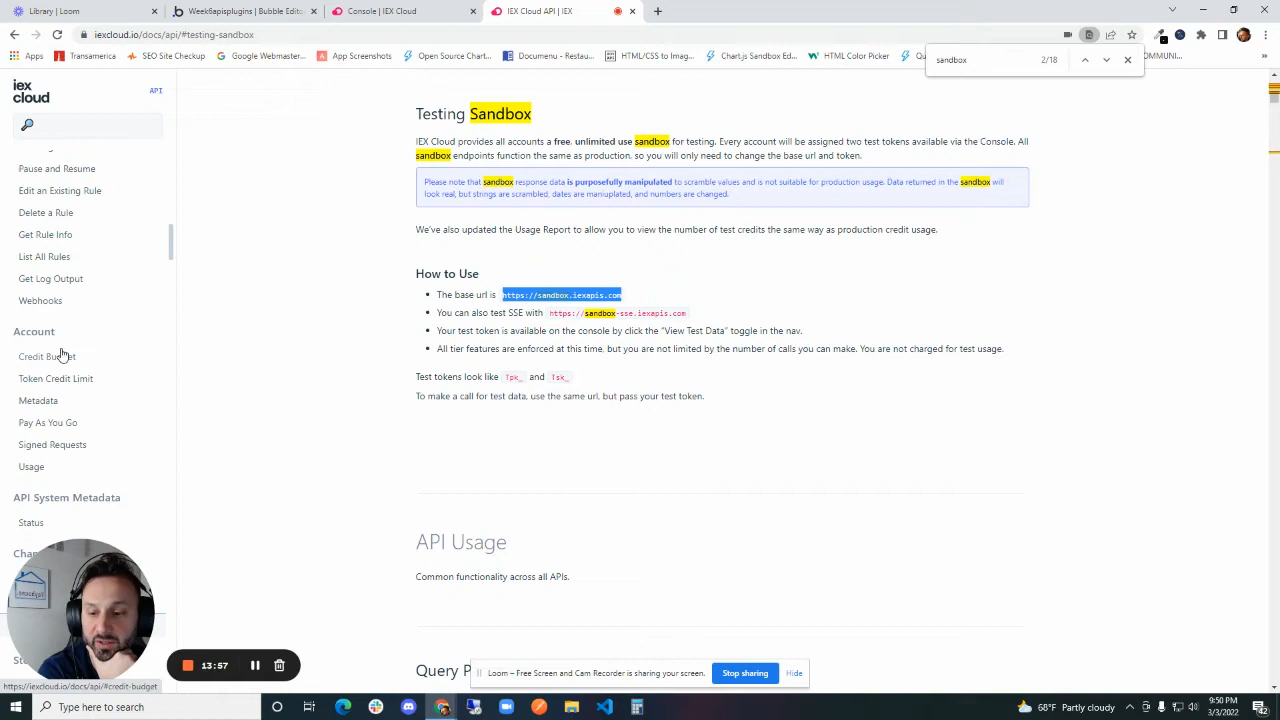 Library | Loom
Week6apisplugins | Bubble Edito
Console | IEX Cloud
IEX Cloud API | IEX
iexcloud.io/docs/api/#testing-sandbox
Apps
Transamerica
SEO Site Checkup
Google Webmaster...
App Screenshots
Open Source Chart...
Documenu - Restau...
HTML/CSS to Imag...
Chart.js Sandbox Ed...
HTML Color Picker
sandbox
2/18
iex
cloud
API
Pause and Resume
Edit an Existing Rule
Delete a Rule
Get Rule Info
List All Rules
Get Log Output
Webhooks
Account
Credit Budget
Token Credit Limit
Metadata
Pay As You Go
Signed Requests
Usage
API System Metadata
Status
https://iexcloud.io/docs/api/#credit-budget
Testing Sandbox
IEX Cloud provides all accounts a free, unlimited use sandbox for testing. Every account will be assigned two test tokens available via the Console. All
sandbox endpoints function the same as production, so you will only need to change the base url and token.
Please note that sandbox response data is purposefully manipulated to scramble values and is not suitable for production usage. Data returned in the sandbox will
look real, but strings are scrambled, dates are maniuplated, and numbers are changed.
We've also updated the Usage Report to allow you to view the number of test credits the same way as production credit usage.
How to Use
The base url is https://sandbox.iexapis.com
You can also test SSE with https://sandbox-sse.iexapis.com
Your test token is available on the console by click the "View Test Data" toggle in the nav.
All tier features are enforced at this time, but you are not limited by the number of calls you can make. You are not charged for test usage.
Test tokens look like Tpk_ and Tsk_
To make a call for test data, use the same url, but pass your test token.
API Usage
Common functionality across all APIs.
Query P
13:57
Loom – Free Screen and Cam Recorder is sharing your screen.
Stop sharing
Hide
Type here to search
68°F Partly cloudy
9:50 PM
3/3/2022